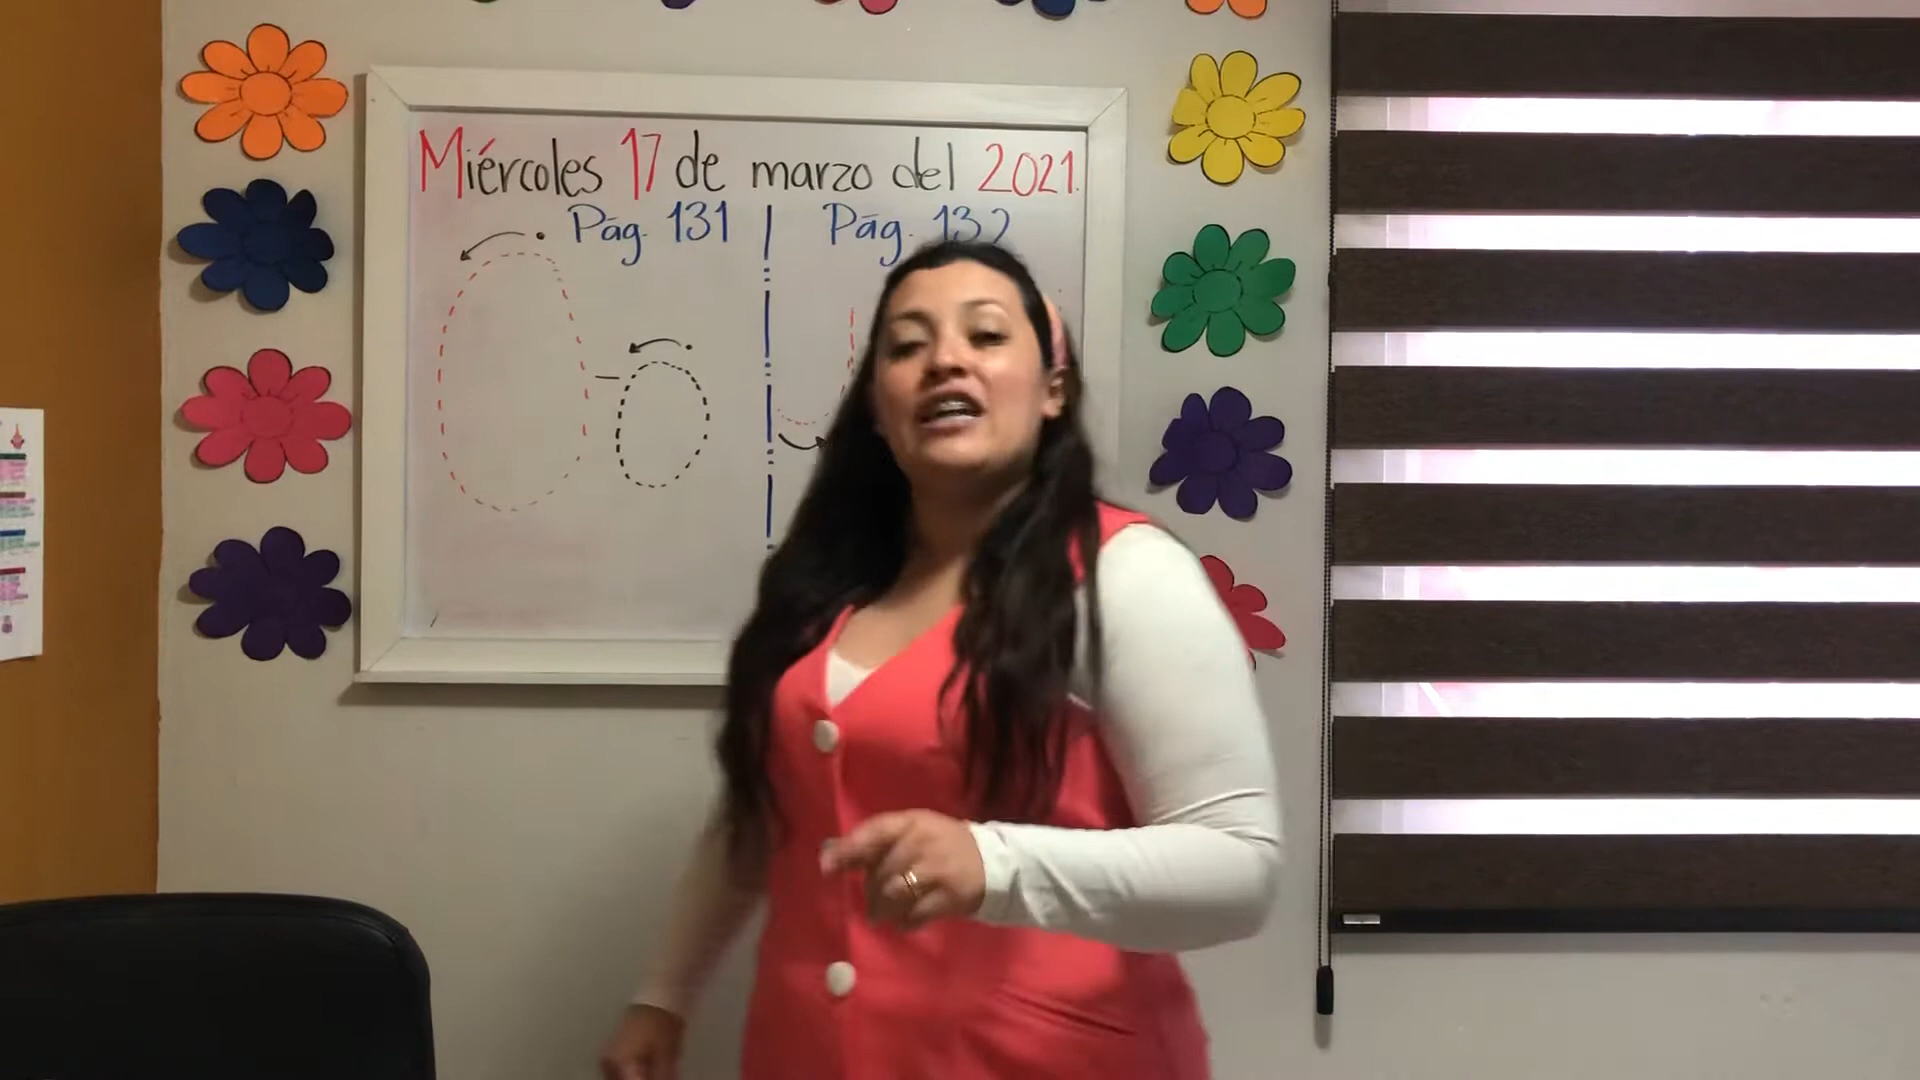 Miércoles 17 de marzo del 2021.
Pág. 131 Pág. 132